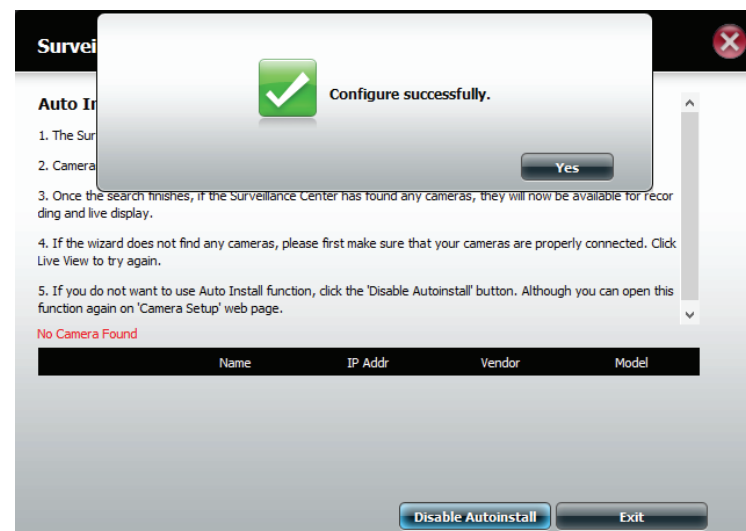 Survei
Configure successfully.
Yes
Auto Ir
1. The Sur
2. Camera
3. Once the search finishes, if the Surveillance Center has found any cameras, they will now be available for recor
ding and live display.
4. If the wizard does not find any cameras, please first make sure that your cameras are properly connected. Click
Live View to try again.
5. If you do not want to use Auto Install function, click the 'Disable Autoinstall' button. Although you can open this
function again on 'Camera Setup' web page.
No Camera Found
Name IP Addr Vendor Model
Disable Autoinstall Exit